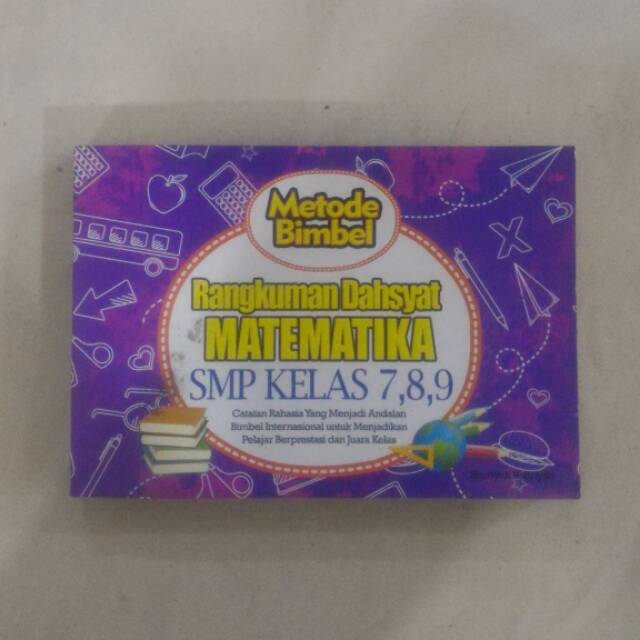 Metode
Bimbel
Rangkuman Dahsyat
MATEMATIKA
SMP KELAS 7,8,9
Catatan Rahasia Yang Menjadi Andalan
Bimbel Internasional untuk Menjadikan
Pelajar Berprestasi dan Juara Kelas